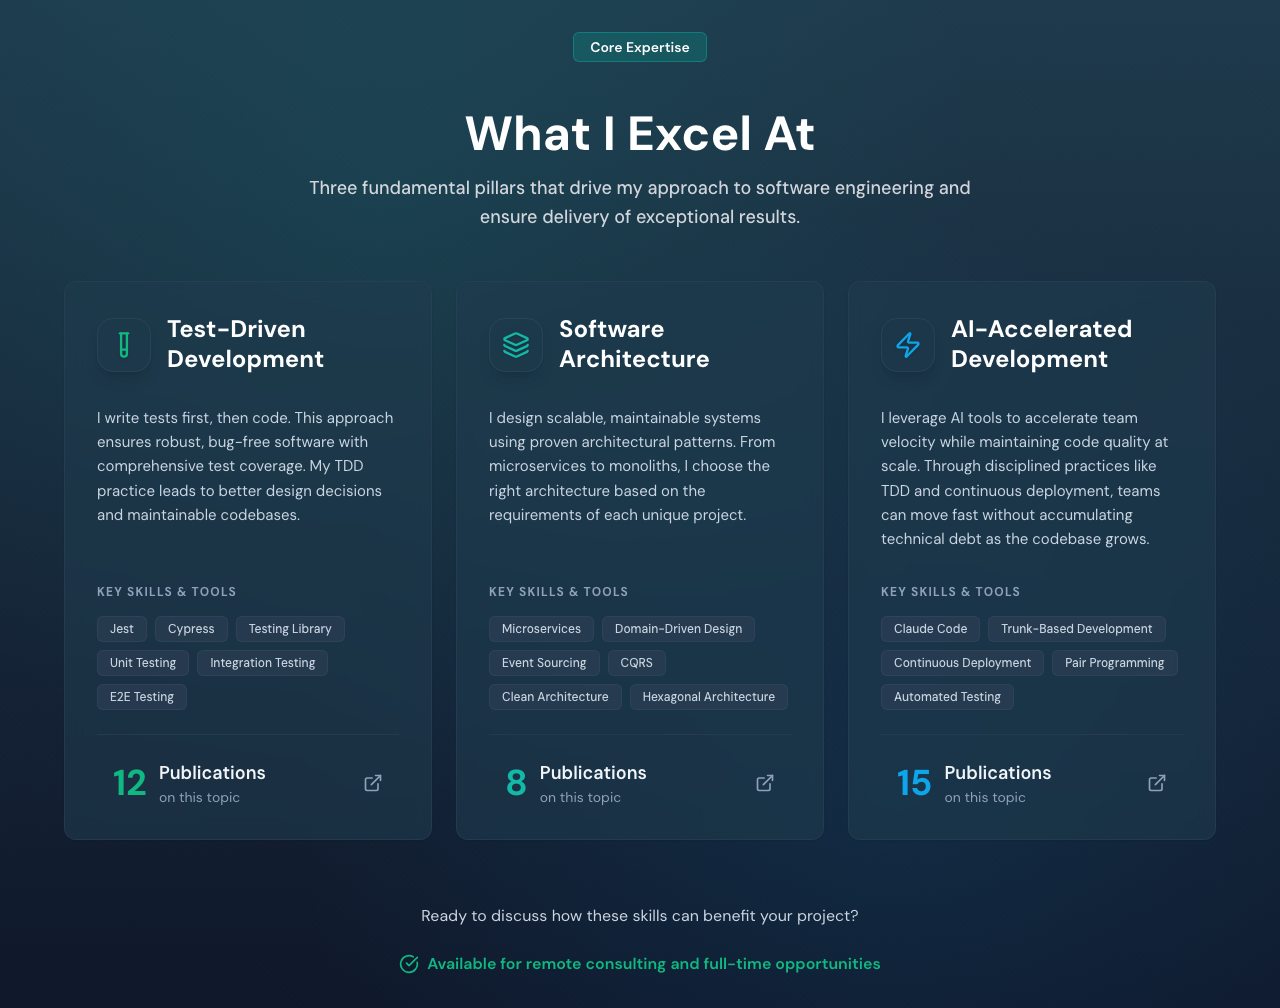 Core Expertise
What I Excel At
Three fundamental pillars that drive my approach to software engineering and
ensure delivery of exceptional results.
Test-Driven
Development
I write tests first, then code. This approach
ensures robust, bug-free software with
comprehensive test coverage. My TDD
practice leads to better design decisions
and maintainable codebases.
KEY SKILLS & TOOLS
Jest
Cypress
Testing Library
Unit Testing
Integration Testing
E2E Testing
12
Publications
on this topic
Software
Architecture
I design scalable, maintainable systems
using proven architectural patterns. From
microservices to monoliths, I choose the
right architecture based on the
requirements of each unique project.
KEY SKILLS & TOOLS
Microservices
Domain-Driven Design
Event Sourcing
CQRS
Clean Architecture
Hexagonal Architecture
8
Publications
on this topic
AI-Accelerated
Development
I leverage AI tools to accelerate team
velocity while maintaining code quality at
scale. Through disciplined practices like
TDD and continuous deployment, teams
can move fast without accumulating
technical debt as the codebase grows.
KEY SKILLS & TOOLS
Claude Code
Trunk-Based Development
Continuous Deployment
Pair Programming
Automated Testing
15
Publications
on this topic
Ready to discuss how these skills can benefit your project?
Available for remote consulting and full-time opportunities